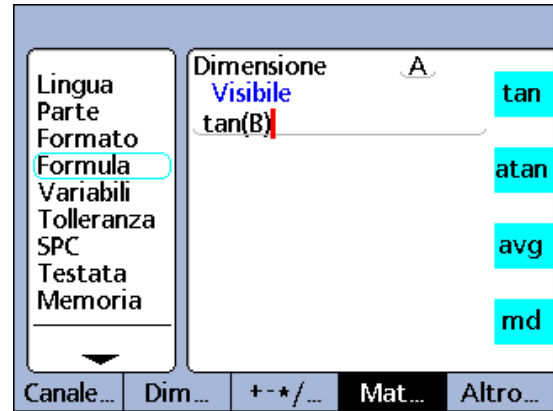 Lingua
Parte
Formato
Formula
Variabili
Tolleranza
SPC
Testata
Memoria
Dimensione A
Visibile
tan(B)
tan
atan
avg
md
Canale... Dim... +-*/... Mat... Altro...